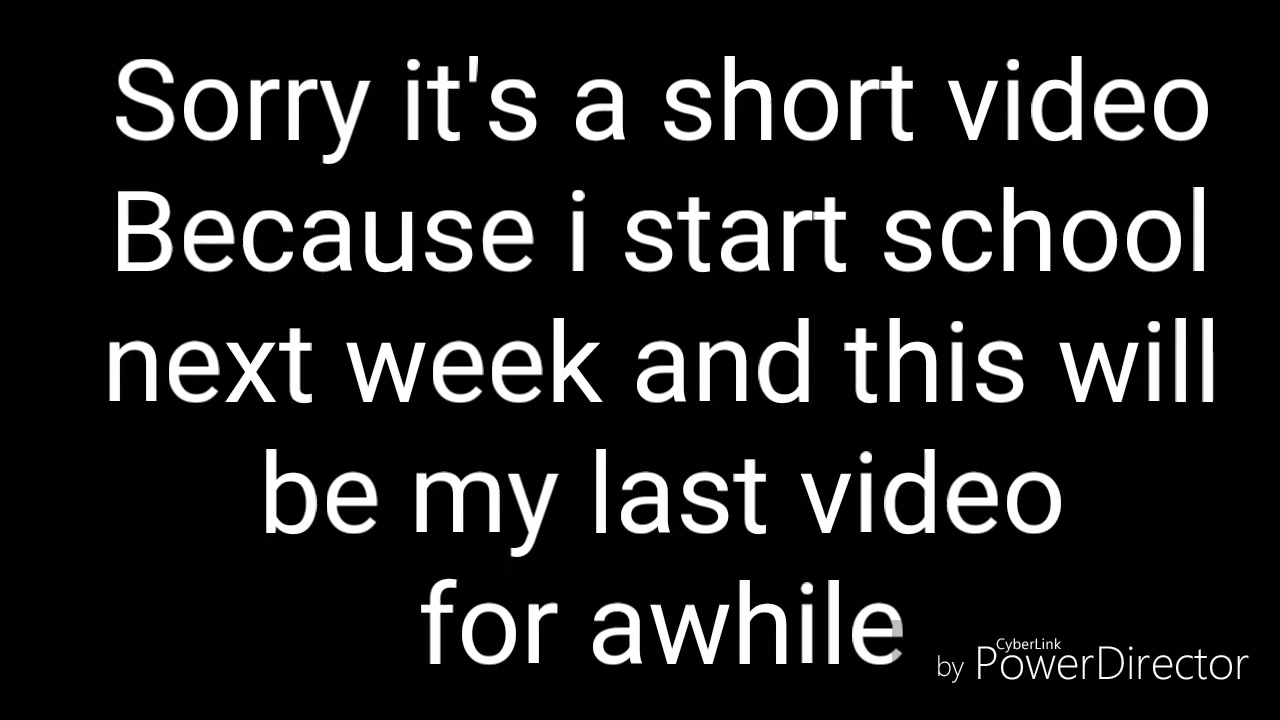 Sorry it's a short video
Because i start school
next week and this will
be my last video
for awhile
by CyberLink PowerDirector